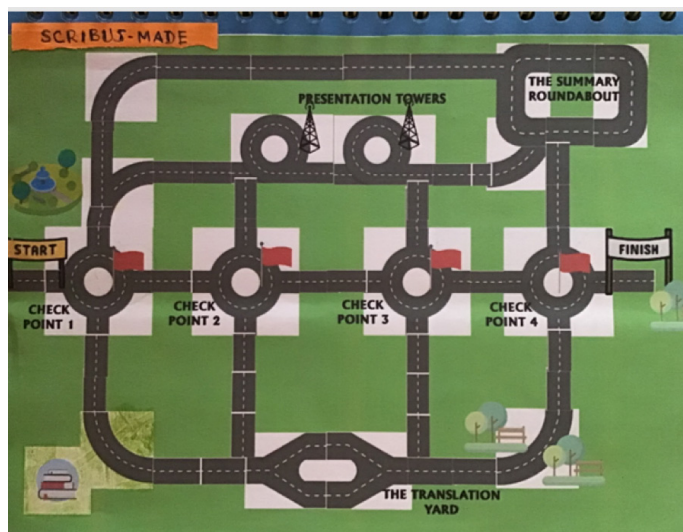 SCRIBUS-MADE
THE SUMMARY
ROUNDABOUT
PRESENTATION TOWERS
START
FINISH
CHECK
POINT 1
CHECK
POINT 2
CHECK
POINT 3
CHECK
POINT 4
THE TRANSLATION
YARD